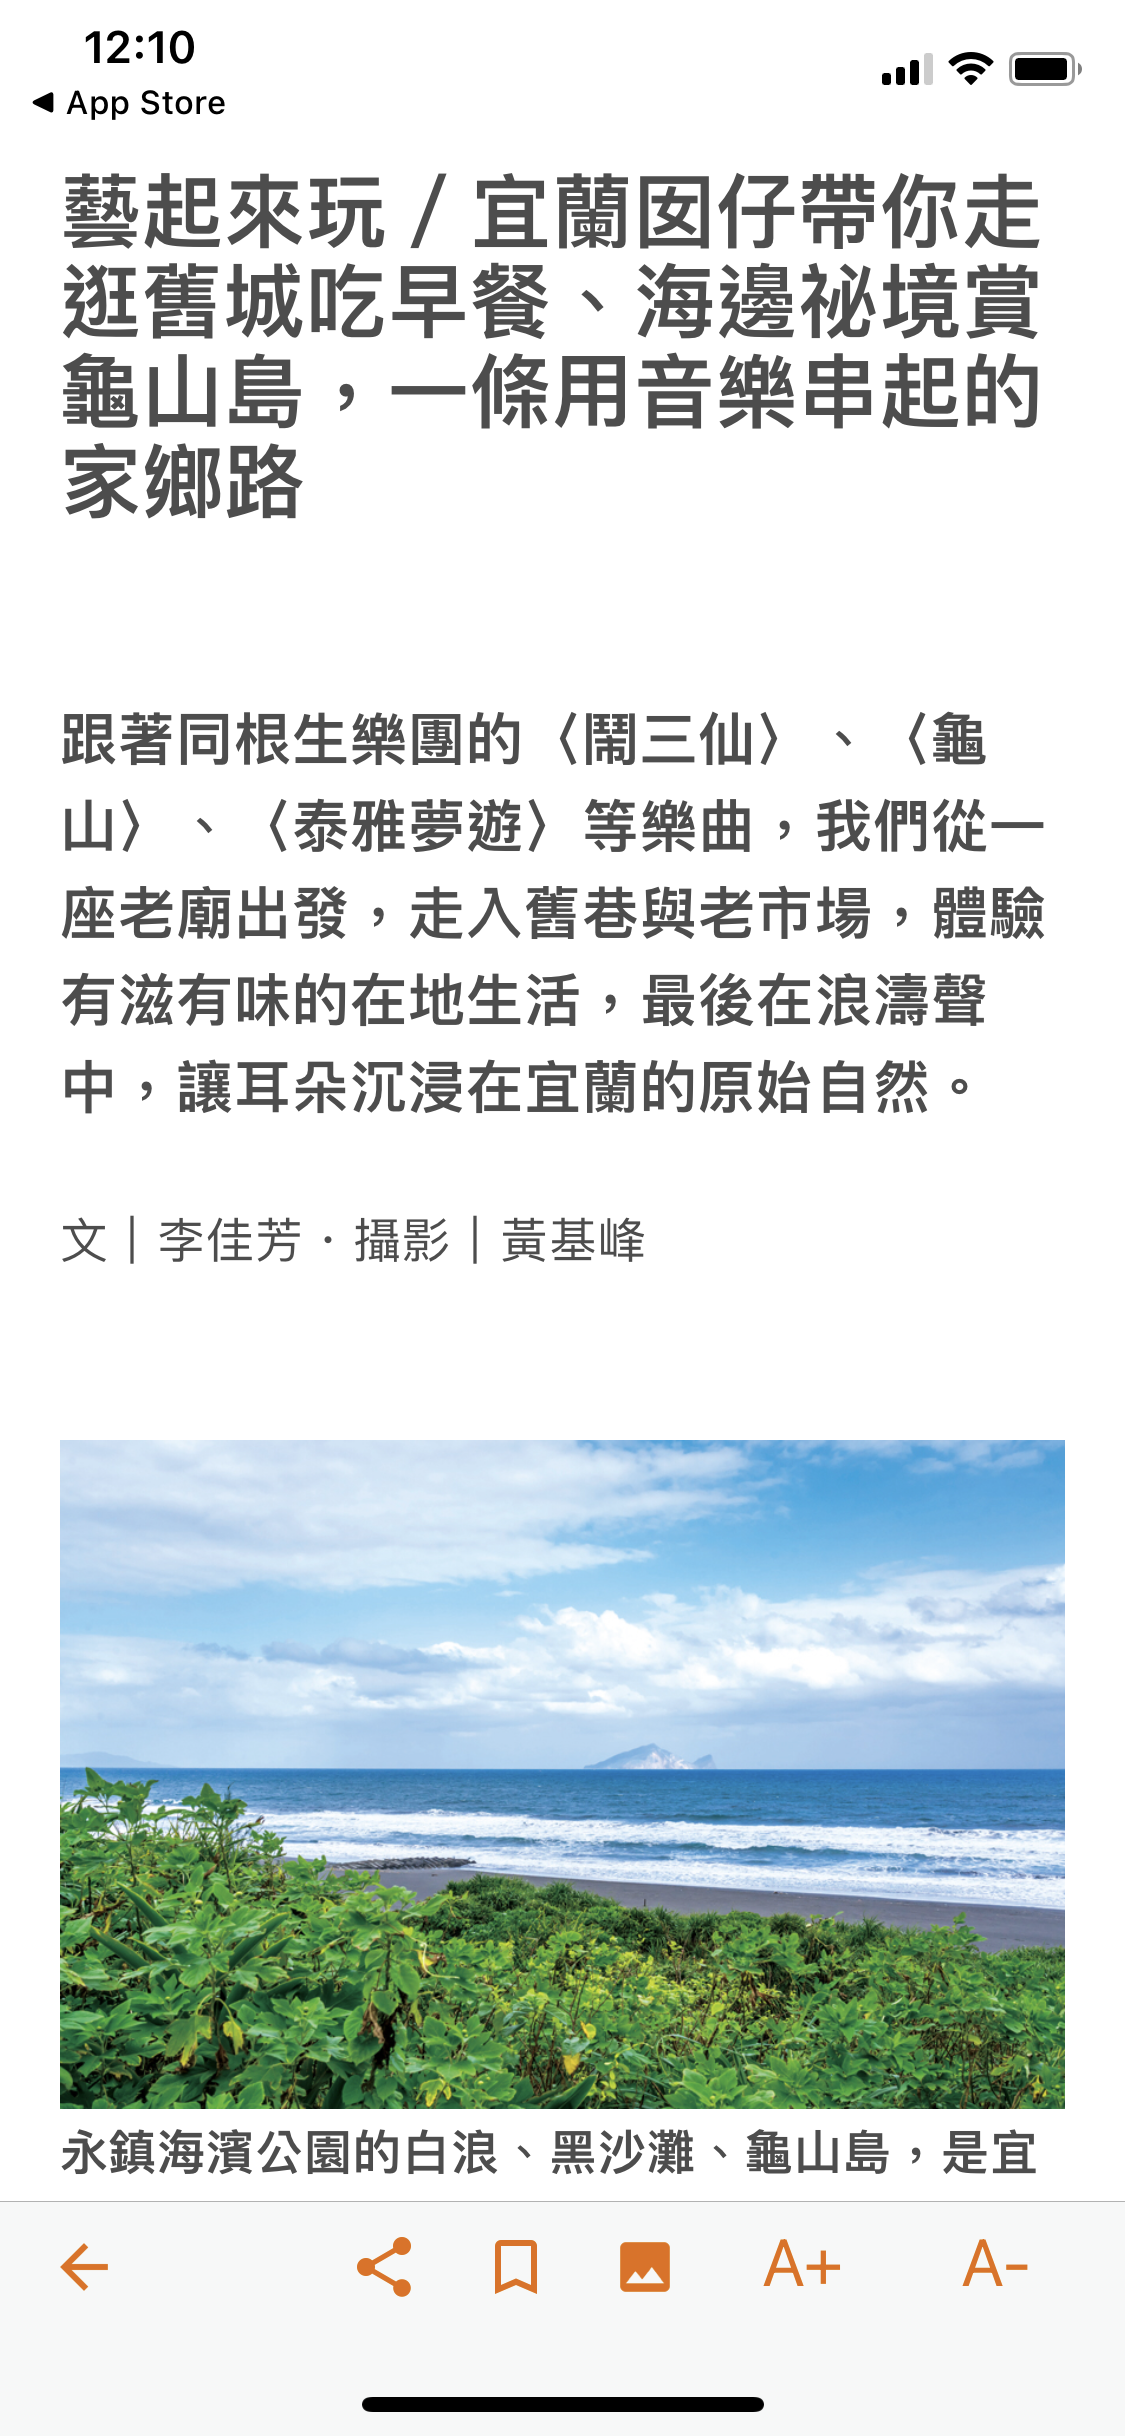 12:10
◀ App Store
藝起來玩 / 宜蘭囡仔帶你走
逛舊城吃早餐、海邊祕境賞
龜山島，一條用音樂串起的
家鄉路
跟著同根生樂團的〈鬧三仙〉、〈龜
山〉、〈泰雅夢遊〉等樂曲，我們從一
座老廟出發，走入舊巷與老市場，體驗
有滋有味的在地生活，最後在浪濤聲
中，讓耳朵沉浸在宜蘭的原始自然。
文｜李佳芳．攝影｜黃基峰
永鎮海濱公園的白浪、黑沙灘、龜山島，是宜
A+ A-